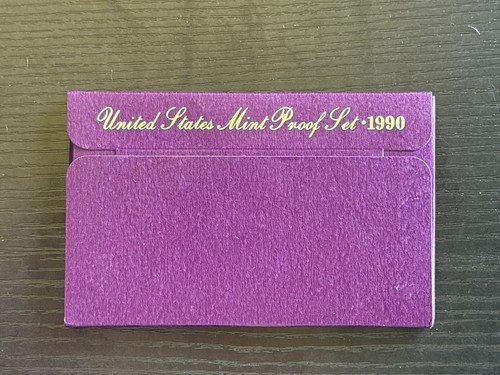 United States Mint Proof Set • 1990